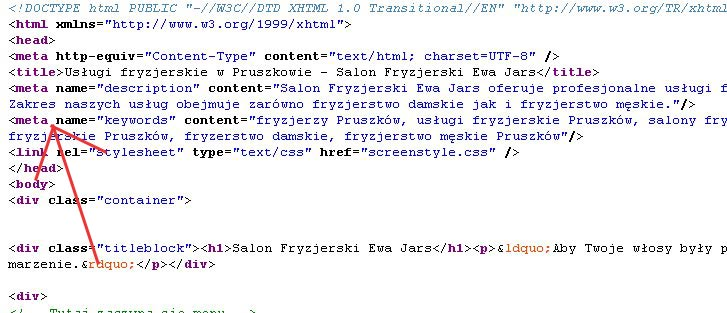 <!DOCTYPE html PUBLIC "-//W3C//DTD XHTML 1.0 Transitional//EN" "http://www.w3.org/TR/xhtml
<html xmlns="http://www.w3.org/1999/xhtml">
<head>
<meta http-equiv="Content-Type" content="text/html; charset=UTF-8" />
<title>Usługi fryzjerskie w Pruszkowie - Salon Fryzjerski Ewa Jars</title>
<meta name="description" content="Salon Fryzjerski Ewa Jars oferuje profesjonalne usługi f
Zakres naszych usług obejmuje zarówno fryzjerstwo damskie jak i fryzjerstwo męskie."/>
<meta name="keywords" content="fryzjerzy Pruszków, usługi fryzjerskie Pruszków, salony fry
fryzjerskie Pruszków, fryzerstwo damskie, fryzjerstwo męskie Pruszków"/>
<link rel="stylesheet" type="text/css" href="screenstyle.css" />
</head>
<body>
<div class="container">
<div class="titleblock"><h1>Salon Fryzjerski Ewa Jars</h1><p>&ldquo;Aby Twoje włosy były p
marzenie.&rdquo;</p></div>
<div>
<!-- Tutaj zaczyna się menu -->